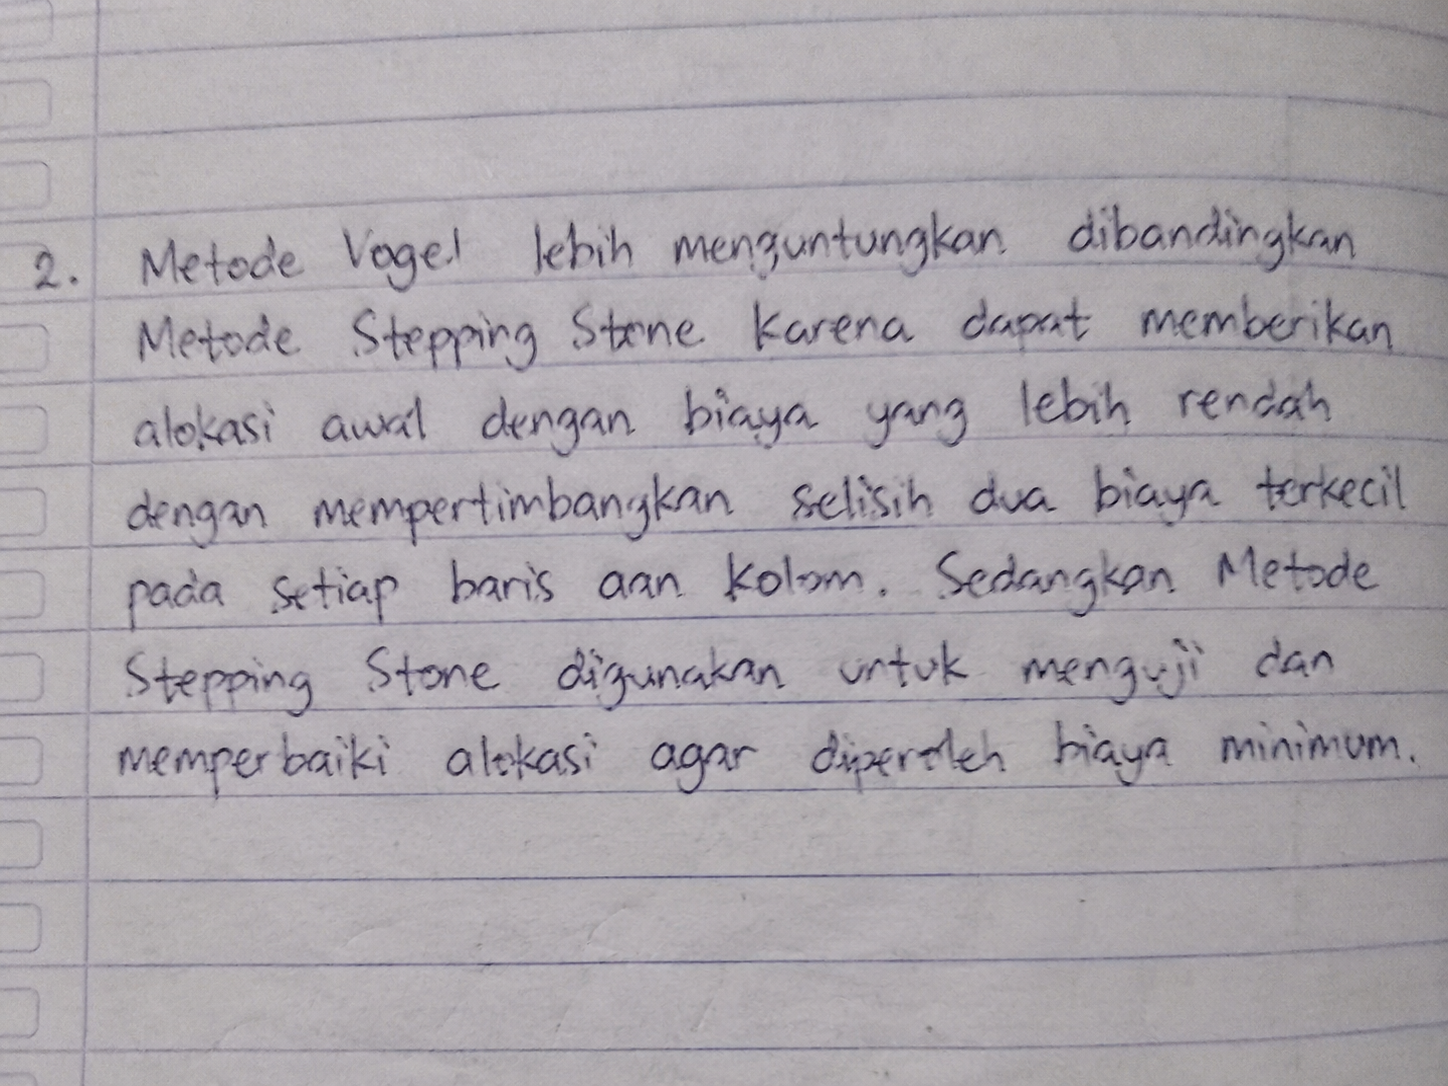 2. Metode Vogel lebih menguntungkan dibandingkan
Metode Stepping Stone karena dapat memberikan
alokasi awal dengan biaya yang lebih rendah
dengan mempertimbangkan selisih dua biaya terkecil
pada setiap baris aan kolom. Sedangkan Metode
Stepping Stone digunakan untuk menguji dan
memperbaiki alokasi agar diperoleh biaya minimum.